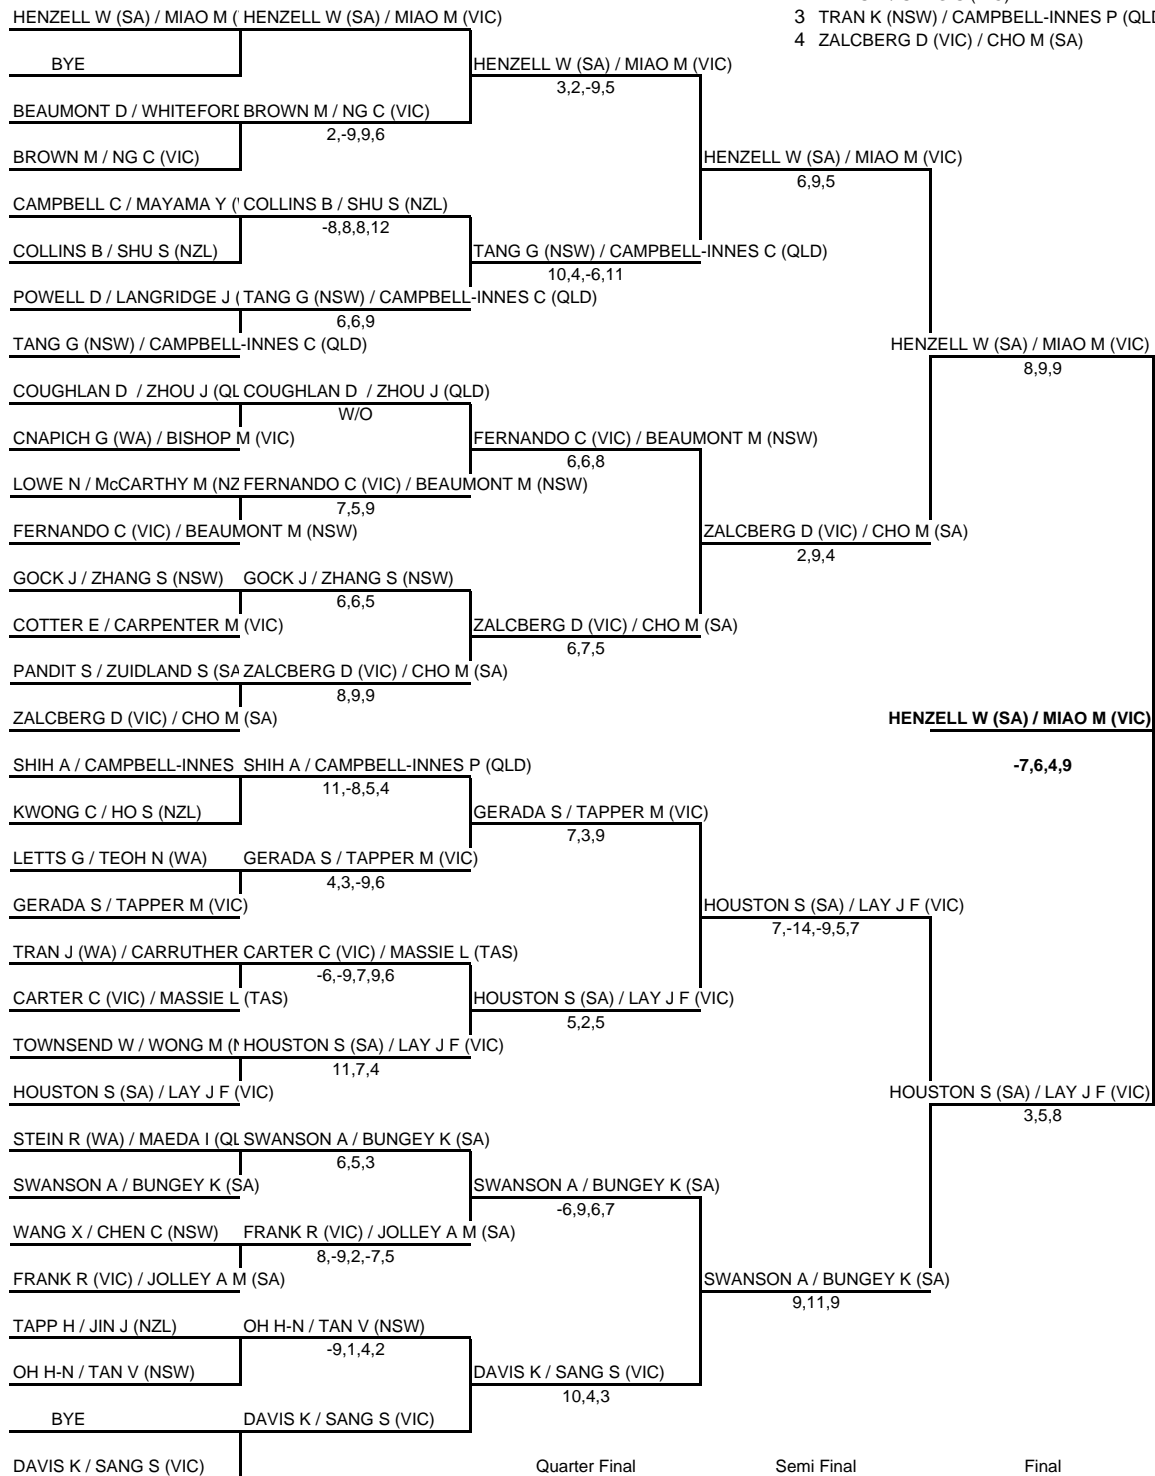 3 TRAN K (NSW) / CAMPBELL-INNES P (QLD
HENZELL W (SA) / MIAO M ( HENZELL W (SA) / MIAO M (VIC)
4 ZALCBERG D (VIC) / CHO M (SA)
BYE HENZELL W (SA) / MIAO M (VIC)
3,2,-9,5
BEAUMONT D / WHITEFORD BROWN M / NG C (VIC)
2,-9,9,6
BROWN M / NG C (VIC) HENZELL W (SA) / MIAO M (VIC)
6,9,5
CAMPBELL C / MAYAMA Y ( COLLINS B / SHU S (NZL)
-8,8,8,12
COLLINS B / SHU S (NZL) TANG G (NSW) / CAMPBELL-INNES C (QLD)
10,4,-6,11
POWELL D / LANGRIDGE J ( TANG G (NSW) / CAMPBELL-INNES C (QLD)
6,6,9
TANG G (NSW) / CAMPBELL-INNES C (QLD) HENZELL W (SA) / MIAO M (VIC)
8,9,9
COUGHLAN D / ZHOU J (QL COUGHLAN D / ZHOU J (QLD)
W/O
CNAPICH G (WA) / BISHOP M (VIC) FERNANDO C (VIC) / BEAUMONT M (NSW)
6,6,8
LOWE N / McCARTHY M (NZ FERNANDO C (VIC) / BEAUMONT M (NSW)
7,5,9
FERNANDO C (VIC) / BEAUMONT M (NSW) ZALCBERG D (VIC) / CHO M (SA)
2,9,4
GOCK J / ZHANG S (NSW) GOCK J / ZHANG S (NSW)
6,6,5
COTTER E / CARPENTER M (VIC) ZALCBERG D (VIC) / CHO M (SA)
6,7,5
PANDIT S / ZUIDLAND S (SA ZALCBERG D (VIC) / CHO M (SA)
8,9,9
ZALCBERG D (VIC) / CHO M (SA) HENZELL W (SA) / MIAO M (VIC)
SHIH A / CAMPBELL-INNES SHIH A / CAMPBELL-INNES P (QLD) -7,6,4,9
11,-8,5,4
KWONG C / HO S (NZL) GERADA S / TAPPER M (VIC)
7,3,9
LETTS G / TEOH N (WA) GERADA S / TAPPER M (VIC)
4,3,-9,6
GERADA S / TAPPER M (VIC) HOUSTON S (SA) / LAY J F (VIC)
7,-14,-9,5,7
TRAN J (WA) / CARRUTHER CARTER C (VIC) / MASSIE L (TAS)
-6,-9,7,9,6
CARTER C (VIC) / MASSIE L (TAS) HOUSTON S (SA) / LAY J F (VIC)
5,2,5
TOWNSEND W / WONG M (N HOUSTON S (SA) / LAY J F (VIC)
11,7,4
HOUSTON S (SA) / LAY J F (VIC) HOUSTON S (SA) / LAY J F (VIC)
3,5,8
STEIN R (WA) / MAEDA I (QL SWANSON A / BUNGEY K (SA)
6,5,3
SWANSON A / BUNGEY K (SA) SWANSON A / BUNGEY K (SA)
-6,9,6,7
WANG X / CHEN C (NSW) FRANK R (VIC) / JOLLEY A M (SA)
8,-9,2,-7,5
FRANK R (VIC) / JOLLEY A M (SA) SWANSON A / BUNGEY K (SA)
9,11,9
TAPP H / JIN J (NZL) OH H-N / TAN V (NSW)
-9,1,4,2
OH H-N / TAN V (NSW) DAVIS K / SANG S (VIC)
10,4,3
BYE DAVIS K / SANG S (VIC)
DAVIS K / SANG S (VIC) Quarter Final Semi Final Final